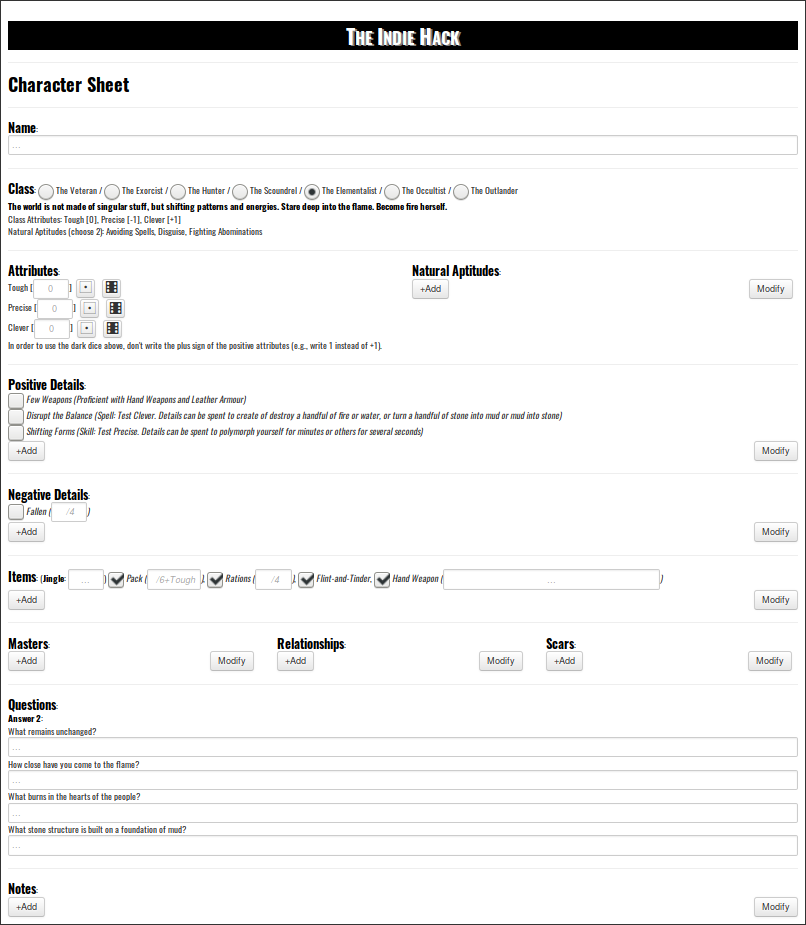 The Indie Hack
Character Sheet
Name:
...
Class: The Veteran / The Exorcist / The Hunter / The Scoundrel / The Elementalist / The Occultist / The Outlander
The world is not made of singular stuff, but shifting patterns and energies. Stare deep into the flame. Become fire herself.
Class Attributes: Tough [0], Precise [-1], Clever [+1]
Natural Aptitudes (choose 2): Avoiding Spells, Disguise, Fighting Abominations
Attributes: Natural Aptitudes:
Tough [ 0 ] +Add Modify
Precise [ 0 ]
Clever [ 0 ]
In order to use the dark dice above, don't write the plus sign of the positive attributes (e.g., write 1 instead of +1).
Positive Details:
Few Weapons (Proficient with Hand Weapons and Leather Armour)
Disrupt the Balance (Spell: Test Clever. Details can be spent to create of destroy a handful of fire or water, or turn a handful of stone into mud or mud into stone)
Shifting Forms (Skill: Test Precise. Details can be spent to polymorph yourself for minutes or others for several seconds)
+Add Modify
Negative Details:
Fallen ( /4 )
+Add Modify
Items: (Jingle: ... ) Pack ( /6+Tough ), Rations ( /4 ), Flint-and-Tinder, Hand Weapon ( ... )
+Add Modify
Masters: Relationships: Scars:
+Add Modify +Add Modify +Add Modify
Questions:
Answer 2:
What remains unchanged?
...
How close have you come to the flame?
...
What burns in the hearts of the people?
...
What stone structure is built on a foundation of mud?
...
Notes:
+Add Modify